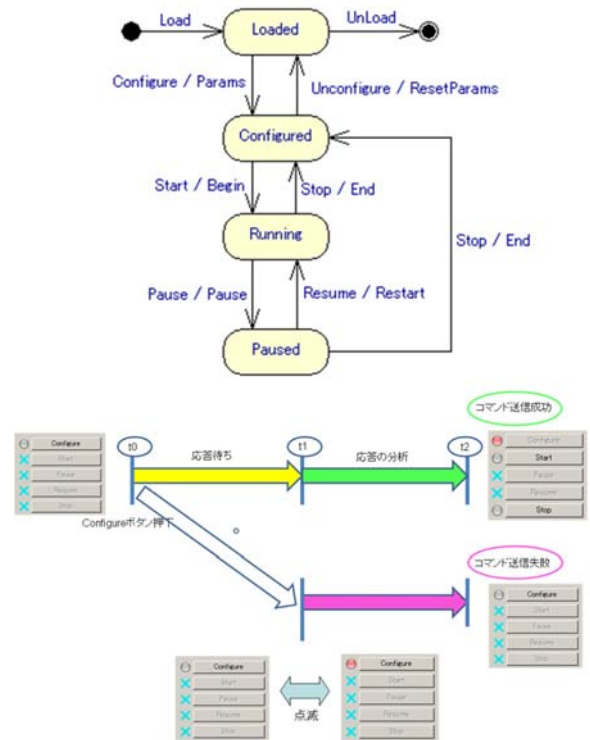 Load
Loaded
UnLoad
Configure / Params
Unconfigure / ResetParams
Configured
Start / Begin
Stop / End
Running
Stop / End
Pause / Pause
Resume / Restart
Paused
コマンド送信成功
t0
応答待ち
t1
応答の分析
t2
Configure
Start
Pause
Resume
Stop
Configure
Start
Pause
Resume
Stop
Configureボタン押下
コマンド送信失敗
Configure
Start
Pause
Resume
Stop
Configure
Start
Pause
Resume
Stop
点滅
Configure
Start
Pause
Resume
Stop